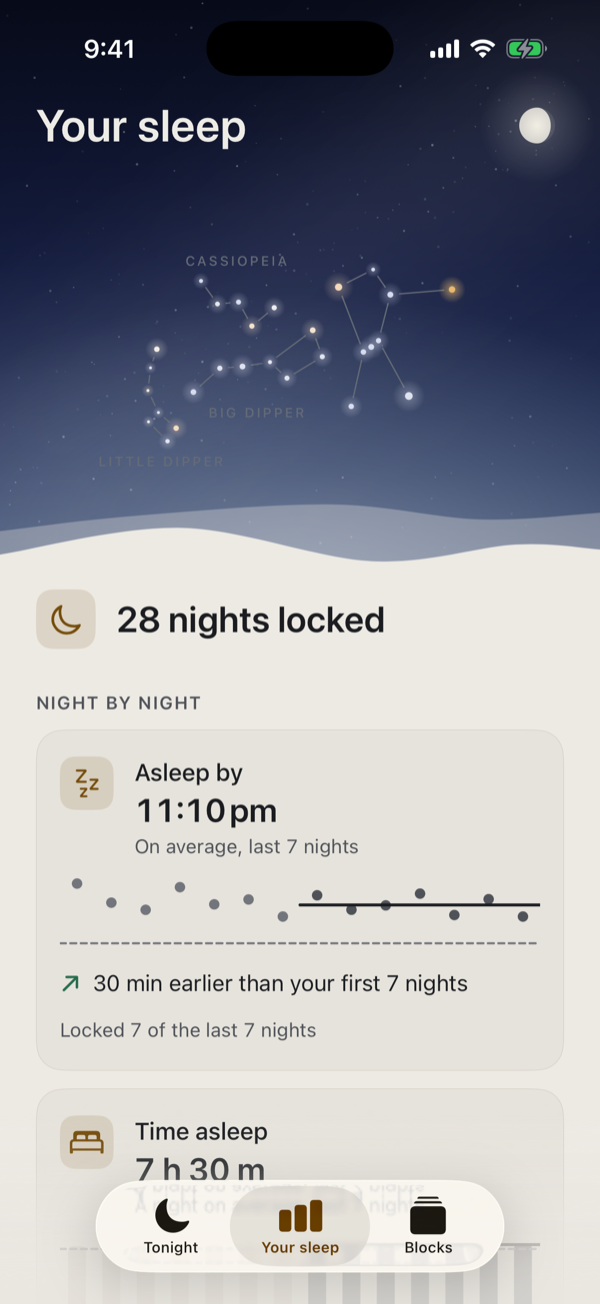 9:41
Your sleep
CASSIOPEIA
BIG DIPPER
LITTLE DIPPER
28 nights locked
NIGHT BY NIGHT
Asleep by
11:10 pm
On average, last 7 nights
30 min earlier than your first 7 nights
Locked 7 of the last 7 nights
Time asleep
7 h 30 m
Tonight
Your sleep
Blocks